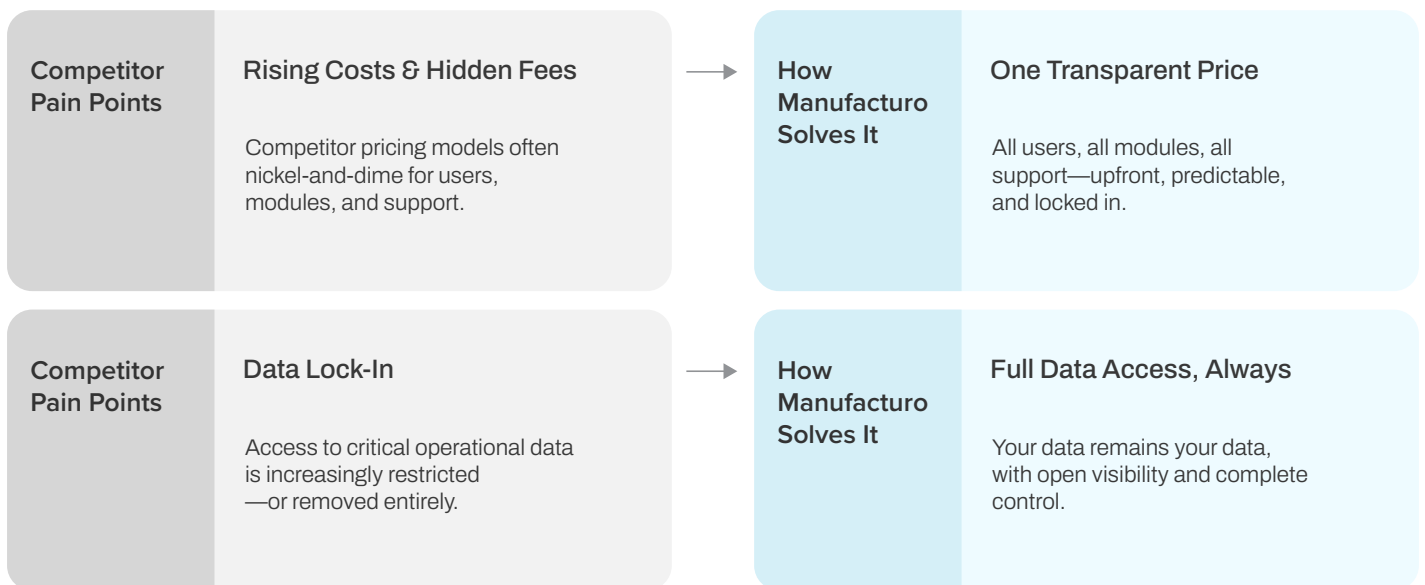 Competitor
Pain Points
Rising Costs & Hidden Fees
Competitor pricing models often
nickel-and-dime for users,
modules, and support.
How
Manufacturo
Solves It
One Transparent Price
All users, all modules, all
support—upfront, predictable,
and locked in.
Competitor
Pain Points
Data Lock-In
Access to critical operational data
is increasingly restricted
—or removed entirely.
How
Manufacturo
Solves It
Full Data Access, Always
Your data remains your data,
with open visibility and complete
control.